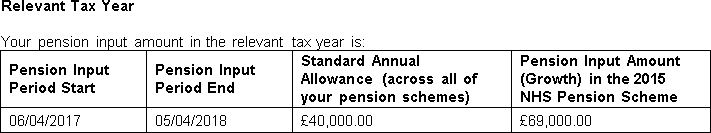 Relevant Tax Year
Your pension input amount in the relevant tax year is:
Pension Input
Period Start
Pension Input
Period End
Standard Annual
Allowance (across all of
your pension schemes)
Pension Input Amount
(Growth) in the 2015
NHS Pension Scheme
06/04/2017
05/04/2018
£40,000.00
£69,000.00